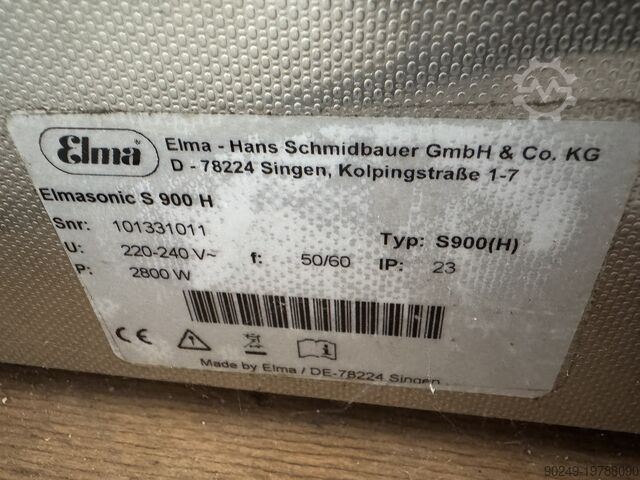 Elma
Elma - Hans Schmidbauer GmbH & Co. KG
D - 78224 Singen, Kolpingstraße 1-7
Elmasonic S 900 H
Snr: 101331011 Typ: S900(H)
U: 220-240 V~ f: 50/60 IP: 23
P: 2800 W
CE
Made by Elma / DE-78224 Singen
90249-19788090